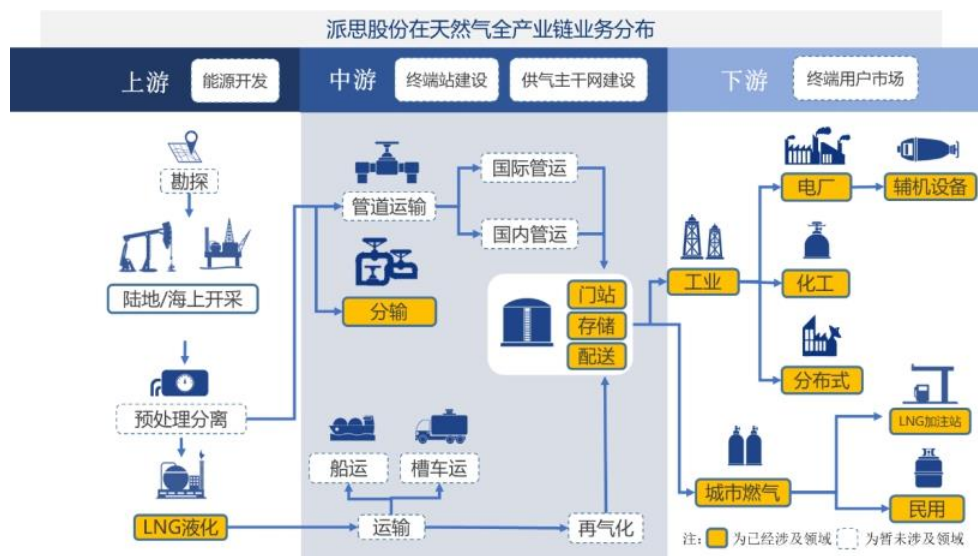 派思股份在天然气全产业链业务分布
上游
能源开发
中游
终端站建设
供气主干网建设
下游
终端用户市场
勘探
陆地/海上开采
预处理分离
LNG液化
管道运输
国际管运
国内管运
分输
门站
存储
配送
船运
槽车运
运输
再气化
工业
电厂
辅机设备
化工
分布式
城市燃气
LNG加注站
民用
注:
为已经涉及领域
为暂未涉及领域